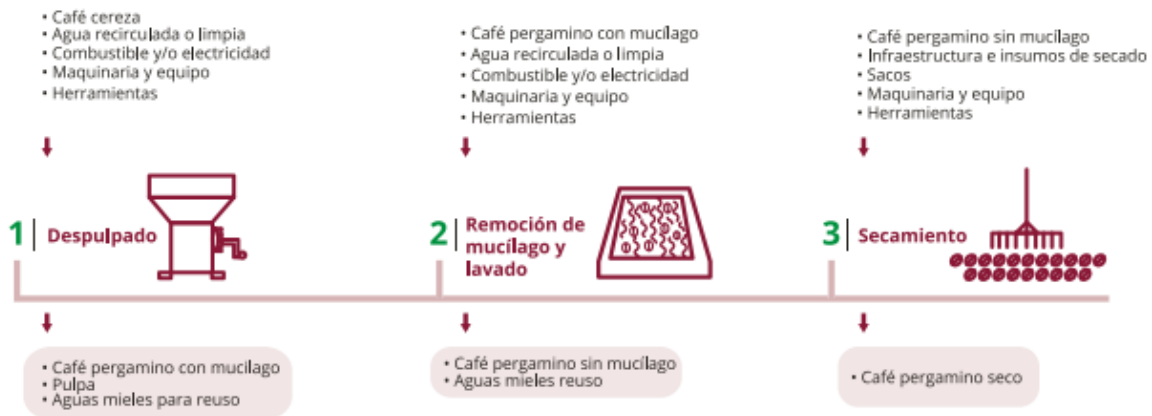 • Café cereza
• Agua recirculada o limpia
• Combustible y/o electricidad
• Maquinaria y equipo
• Herramientas
1 | Despulpado
• Café pergamino con mucilago
• Pulpa
• Aguas mieles para reuso
• Café pergamino con mucílago
• Agua recirculada o limpia
• Combustible y/o electricidad
• Maquinaria y equipo
• Herramientas
2 | Remoción de
mucílago y
lavado
• Café pergamino sin mucílago
• Aguas mieles reuso
• Café pergamino sin mucílago
• Infraestructura e insumos de secado
• Sacos
• Maquinaria y equipo
• Herramientas
3 | Secamiento
• Café pergamino seco